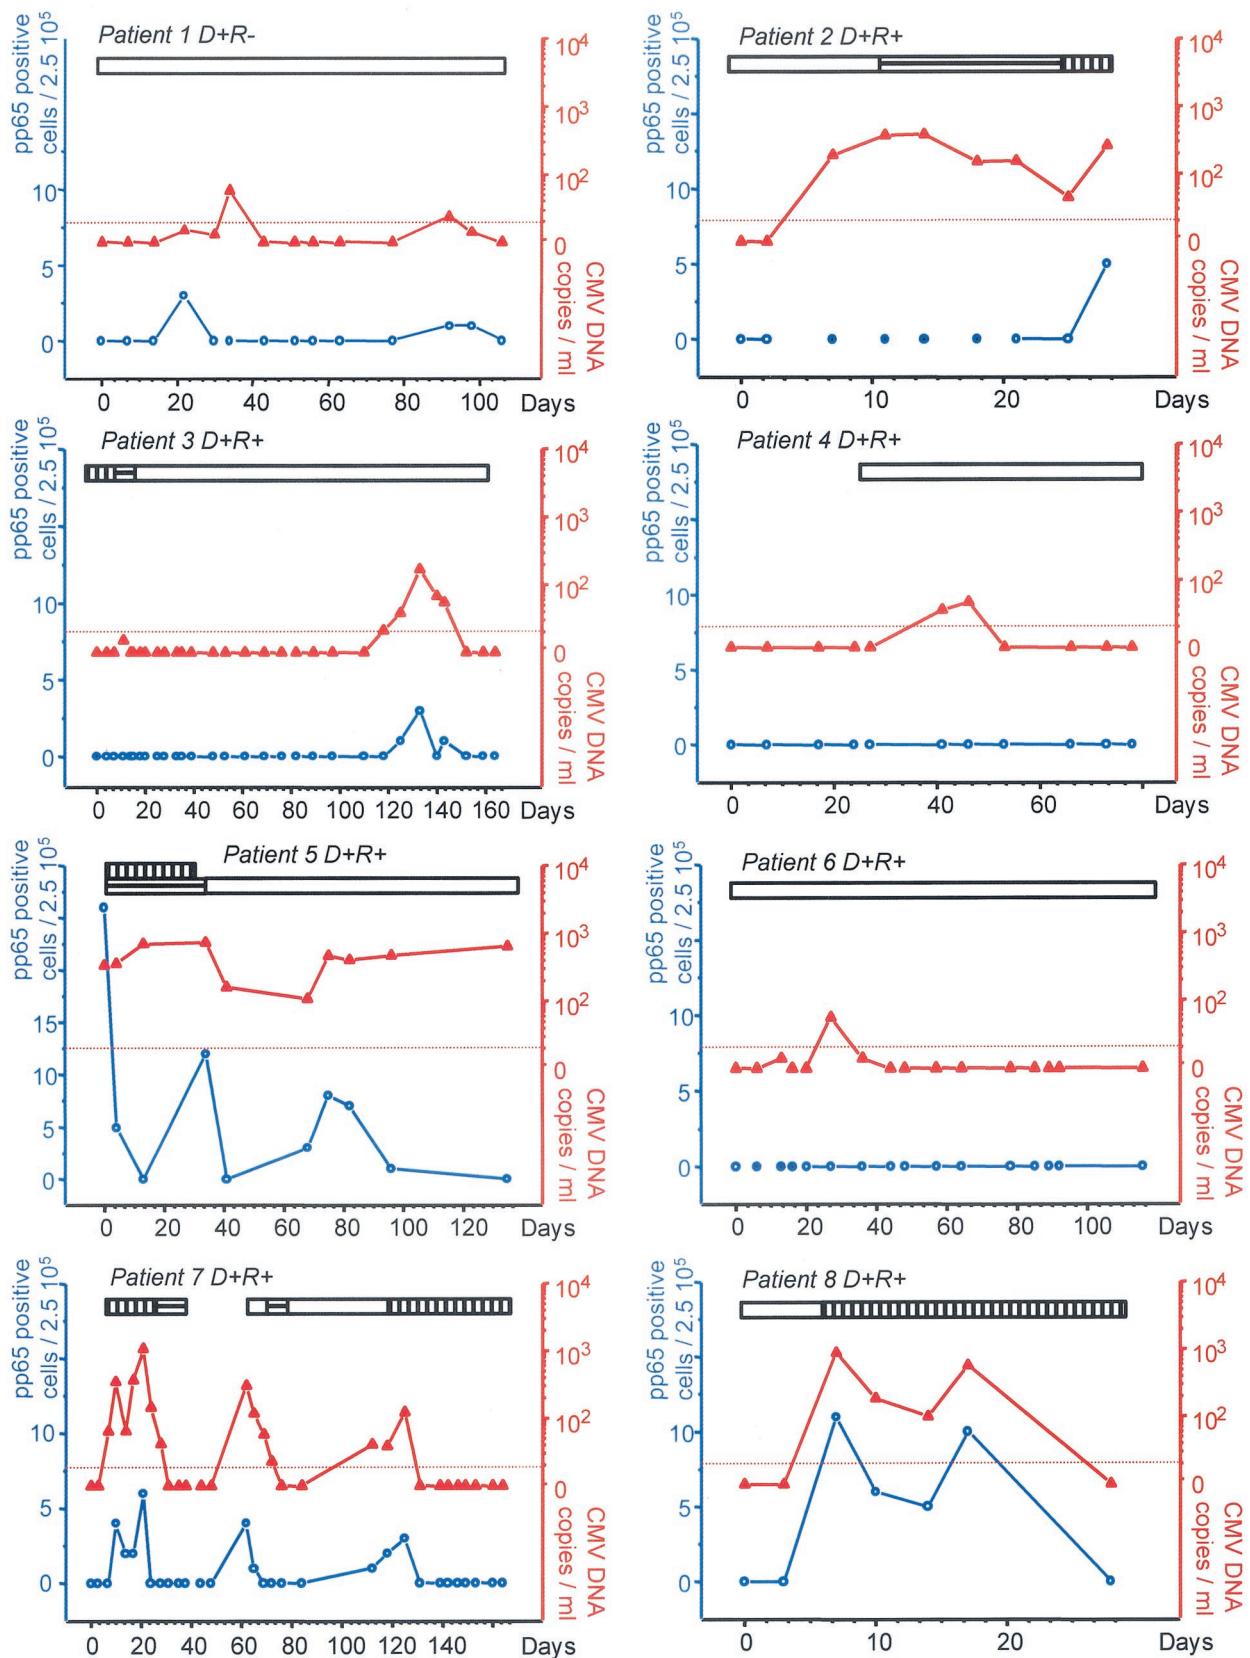 Patient 1 D+R-
pp65 positive
cells / 2.5 10⁵
10
5
0
10⁴
10³
10²
0
CMV DNA
copies / ml
0 20 40 60 80 100 Days
Patient 2 D+R+
pp65 positive
cells / 2.5 10⁵
10
5
0
10⁴
10³
10²
0
CMV DNA
copies / ml
0 10 20 Days
Patient 3 D+R+
pp65 positive
cells / 2.5 10⁵
10
5
0
10⁴
10³
10²
0
CMV DNA
copies / ml
0 20 40 60 80 100 120 140 164 Days
Patient 4 D+R+
pp65 positive
cells / 2.5 10⁵
10
5
0
10⁴
10³
10²
0
CMV DNA
copies / ml
0 20 40 60 Days
Patient 5 D+R+
pp65 positive
cells / 2.5 10⁵
15
10
5
0
10⁴
10³
10²
0
CMV DNA
copies / ml
0 20 40 60 80 100 120 Days
Patient 6 D+R+
pp65 positive
cells / 2.5 10⁵
10
5
0
10⁴
10³
10²
0
CMV DNA
copies / ml
0 20 40 60 80 100 Days
Patient 7 D+R+
pp65 positive
cells / 2.5 10⁵
10
5
0
10⁴
10³
10²
0
CMV DNA
copies / ml
0 20 40 60 80 100 120 140 Days
Patient 8 D+R+
pp65 positive
cells / 2.5 10⁵
10
5
0
10⁴
10³
10²
0
CMV DNA
copies / ml
0 10 20 Days